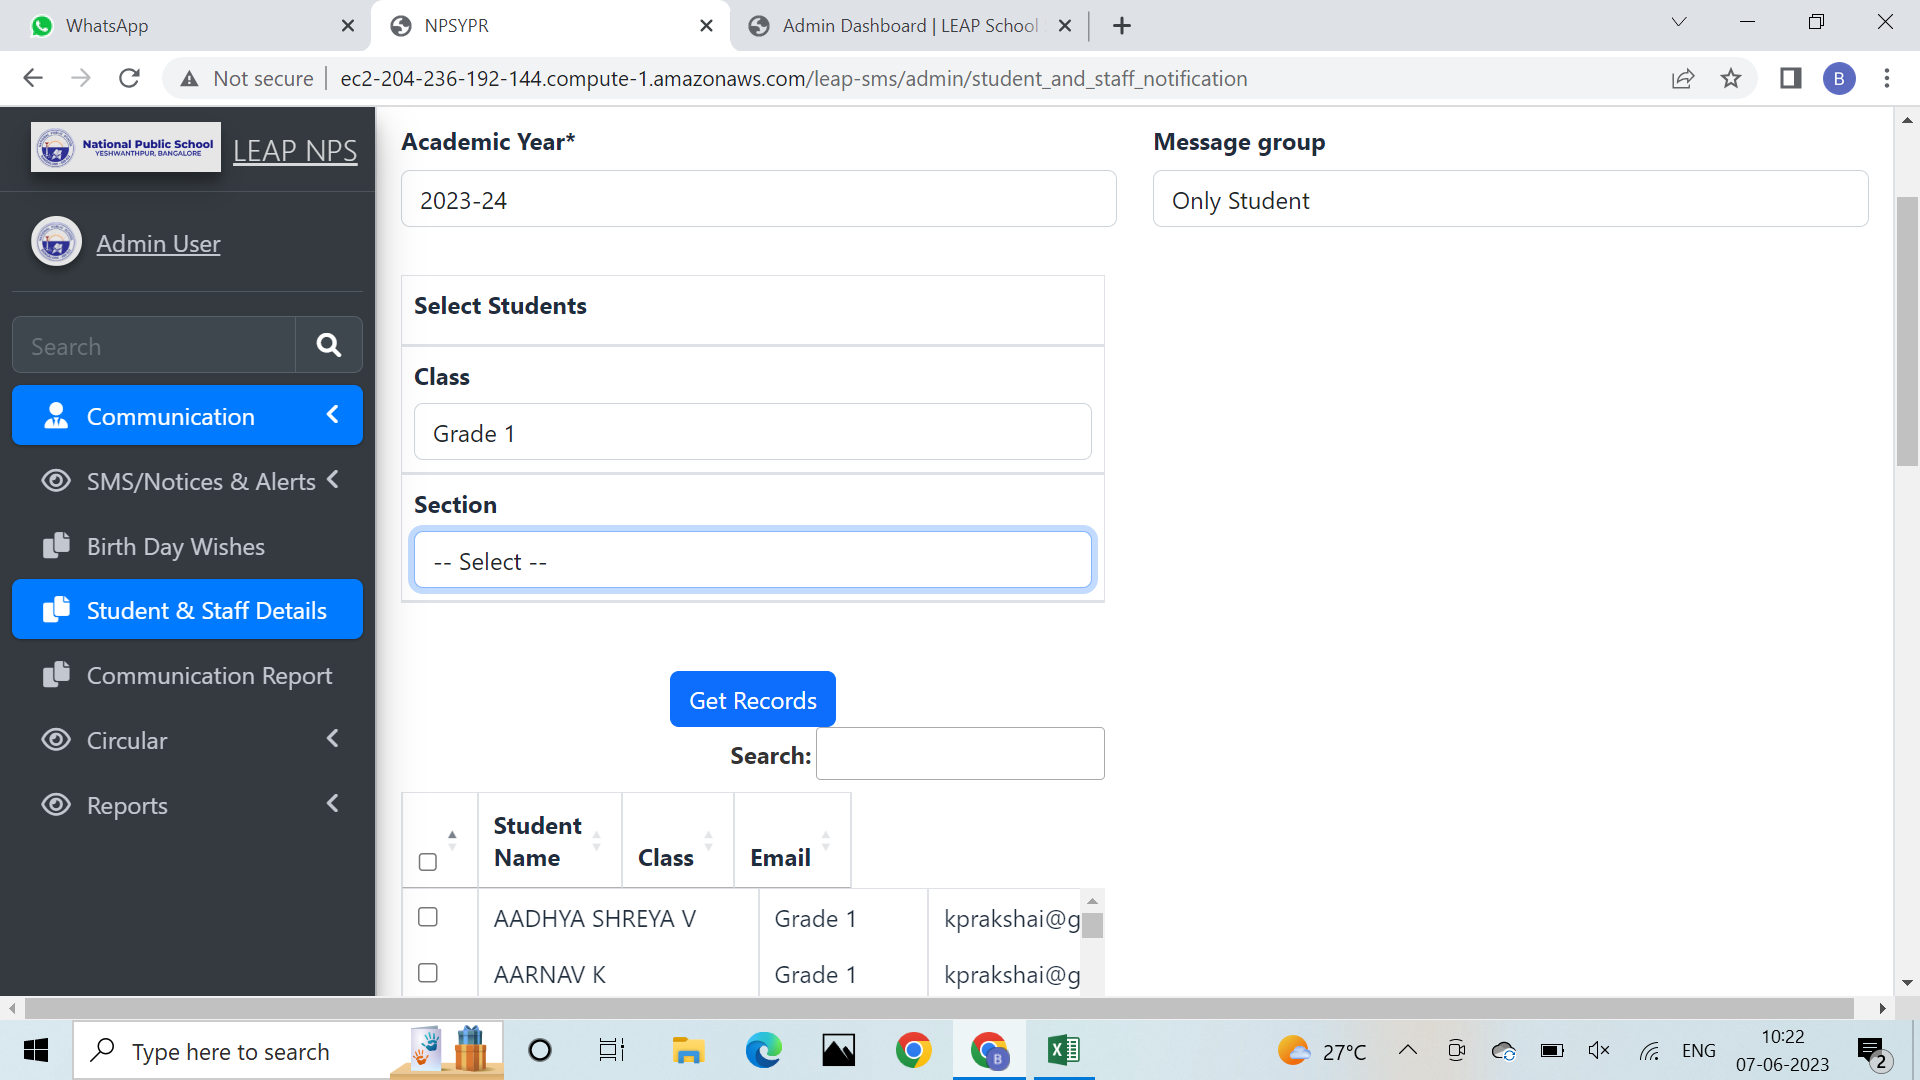 WhatsApp
NPSYPR
Admin Dashboard | LEAP School
Not secure
ec2-204-236-192-144.compute-1.amazonaws.com/leap-sms/admin/student_and_staff_notification
B
National Public School
YESHWANTHPUR, BANGALORE
LEAP NPS
Admin User
Search
Communication
SMS/Notices & Alerts
Birth Day Wishes
Student & Staff Details
Communication Report
Circular
Reports
Academic Year*
2023-24
Message group
Only Student
Select Students
Class
Grade 1
Section
-- Select --
Get Records
Search:
Student Name
Class
Email
AADHYA SHREYA V Grade 1 kprakshai@g
AARNAV K Grade 1 kprakshai@g
Type here to search
B
27°C
ENG
10:22
07-06-2023
2